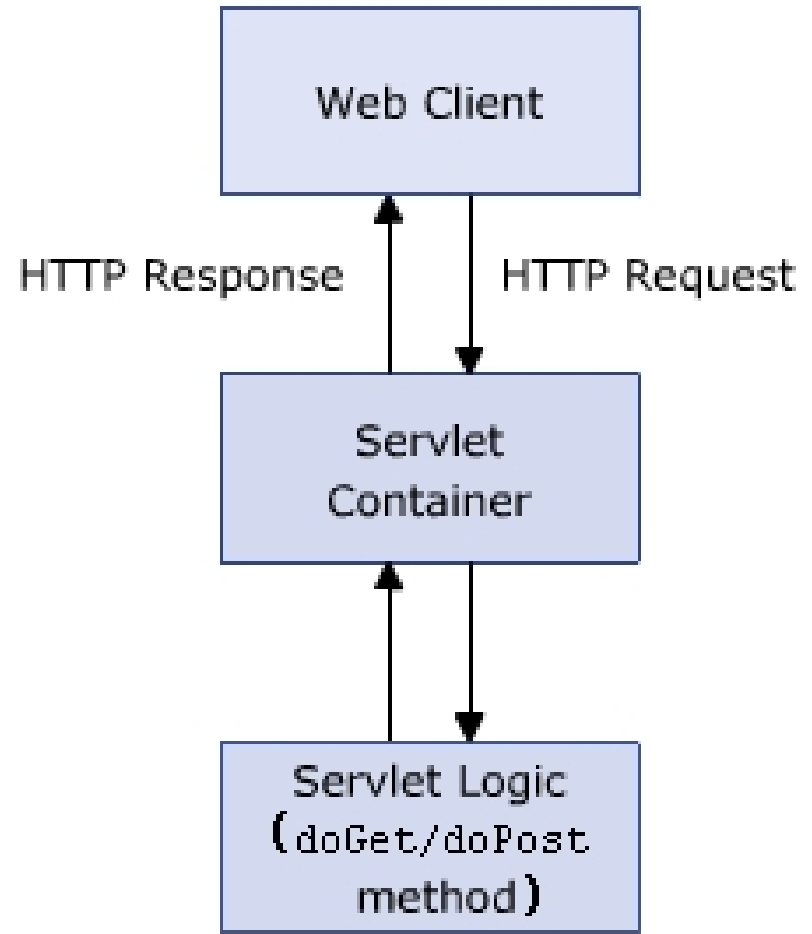 Web Client
HTTP Response
HTTP Request
Servlet
Container
Servlet Logic
(doGet/doPost
method)